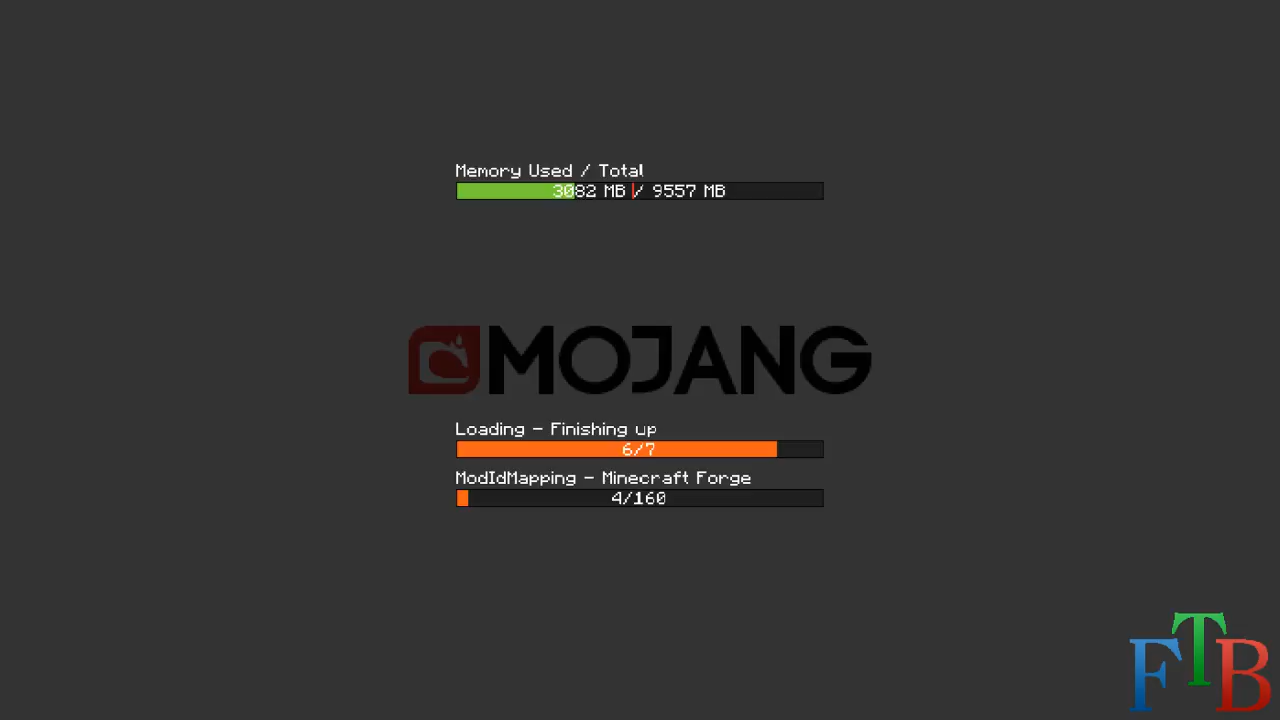 Memory Used / Total
3082 MB / 9557 MB
MOJANG
Loading - Finishing up
6/7
ModIdMapping - Minecraft Forge
4/160
FTB